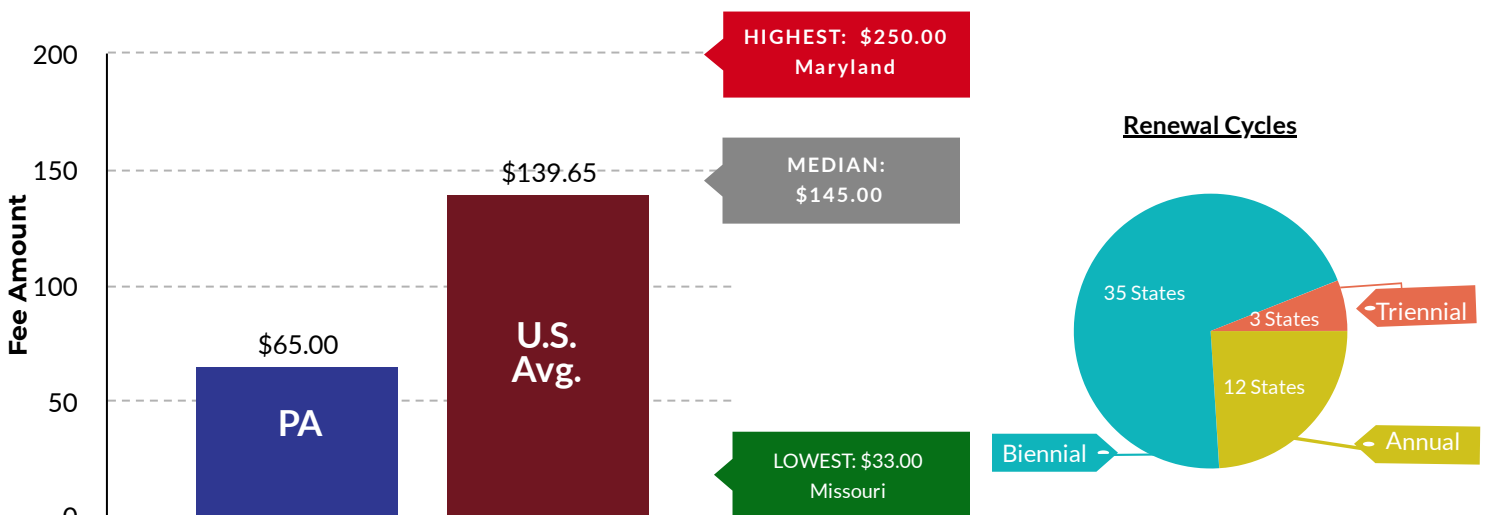 HIGHEST: $250.00
Maryland
200
MEDIAN:
$145.00
150
$139.65
Fee Amount
100
$65.00
U.S.
Avg.
50
PA
LOWEST: $33.00
Missouri
0
Renewal Cycles
35 States
3 States
Triennial
12 States
Annual
Biennial